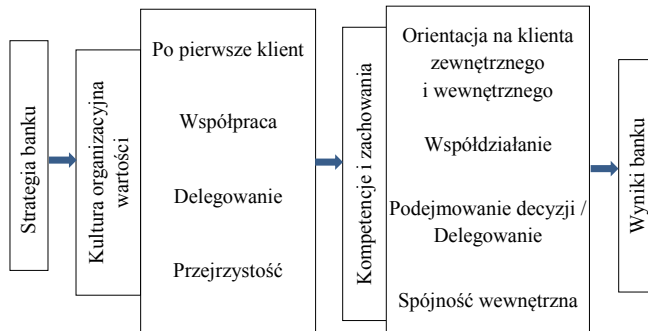 Strategia banku
Kultura organizacyjna
wartości
Po pierwsze klient
Współpraca
Delegowanie
Przejrzystość
Kompetencje i zachowania
Orientacja na klienta
zewnętrznego
i wewnętrznego
Współdziałanie
Podejmowanie decyzji /
Delegowanie
Spójność wewnętrzna
Wyniki banku